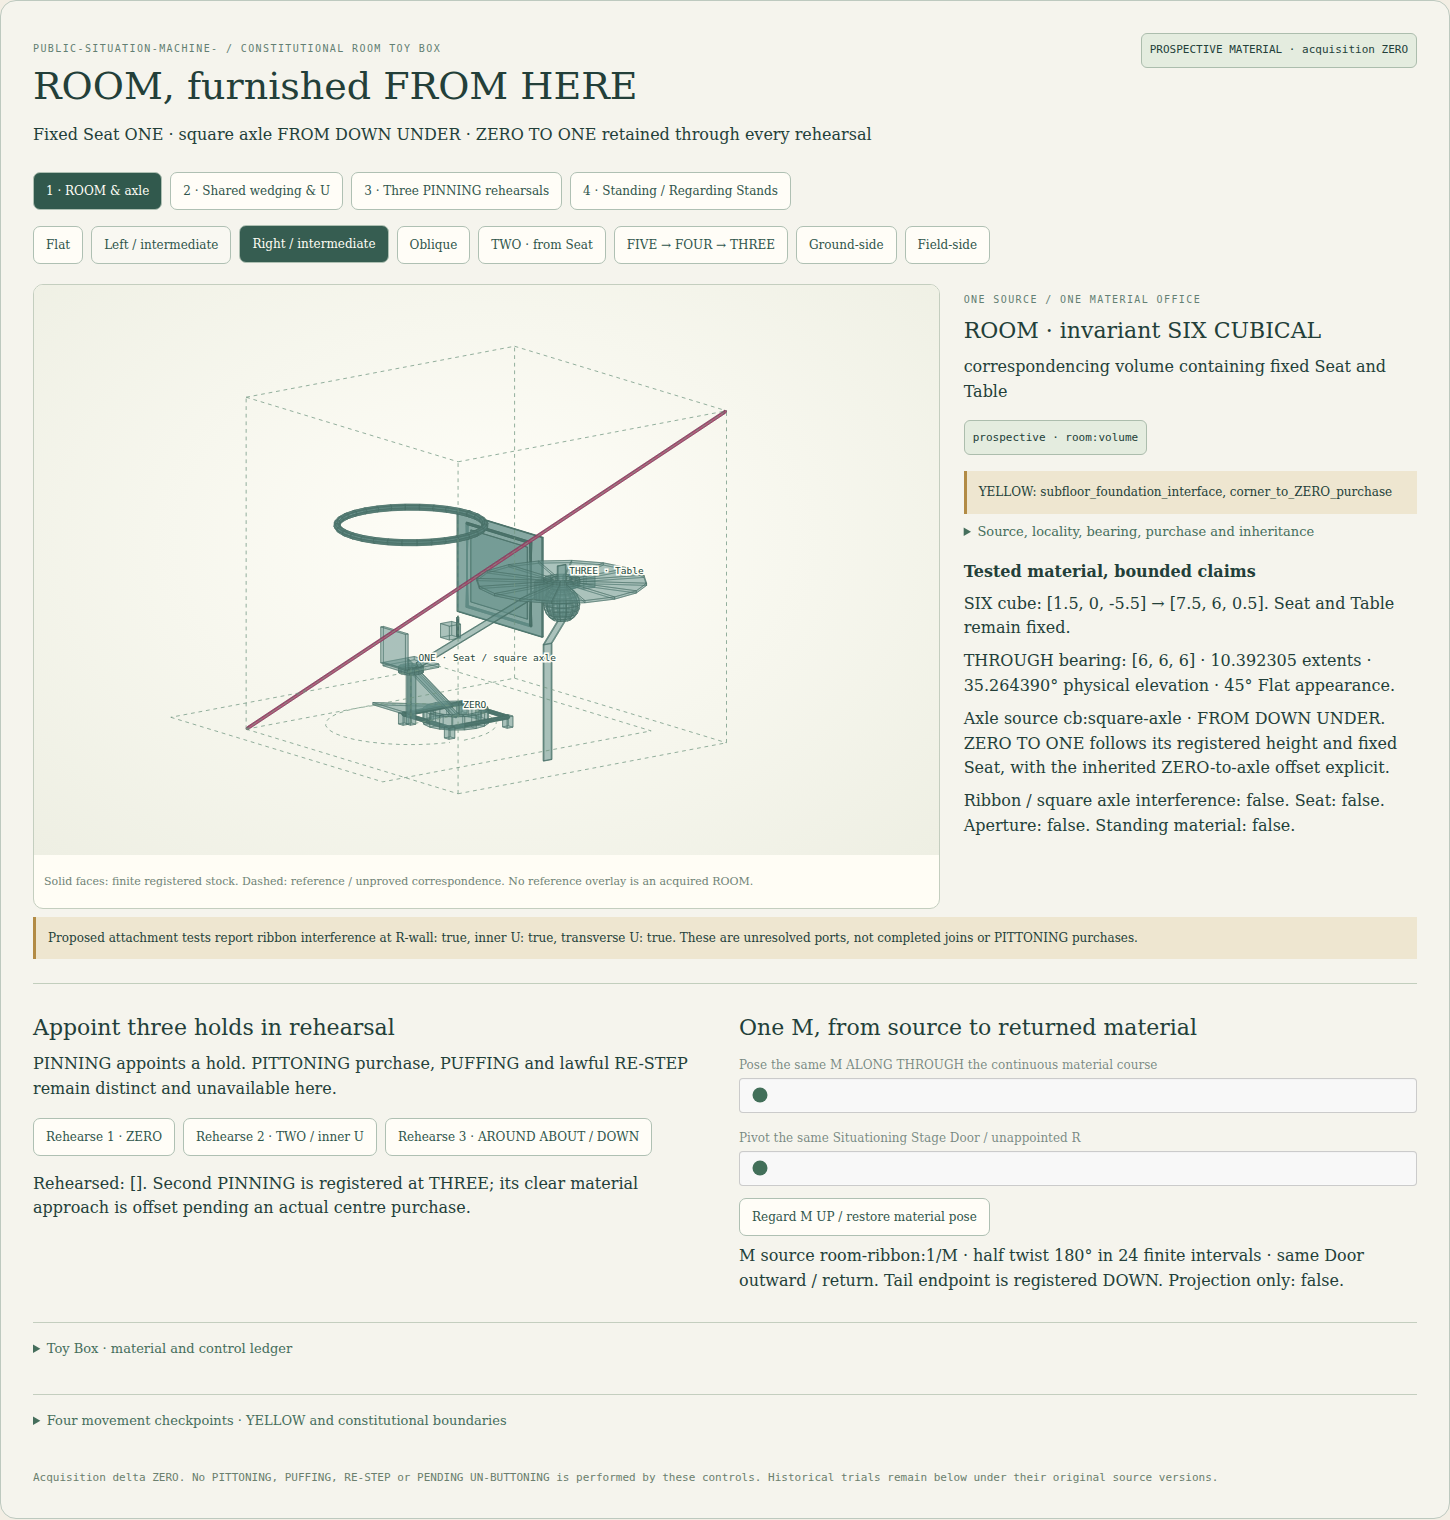 PUBLIC-SITUATION-MACHINE- / CONSTITUTIONAL ROOM TOY BOX
PROSPECTIVE MATERIAL · acquisition ZERO
ROOM, furnished FROM HERE
Fixed Seat ONE · square axle FROM DOWN UNDER · ZERO TO ONE retained through every rehearsal
1 · ROOM & axle
2 · Shared wedging & U
3 · Three PINNING rehearsals
4 · Standing / Regarding Stands
Flat
Left / intermediate
Right / intermediate
Oblique
TWO · from Seat
FIVE → FOUR → THREE
Ground-side
Field-side
THREE · Table
ONE · Seat / square axle
ZERO
Solid faces: finite registered stock. Dashed: reference / unproved correspondence. No reference overlay is an acquired ROOM.
ONE SOURCE / ONE MATERIAL OFFICE
ROOM · invariant SIX CUBICAL
correspondencing volume containing fixed Seat and
Table
prospective · room:volume
YELLOW: subfloor_foundation_interface, corner_to_ZERO_purchase
▶ Source, locality, bearing, purchase and inheritance
Tested material, bounded claims
SIX cube: [1.5, 0, -5.5] → [7.5, 6, 0.5]. Seat and Table
remain fixed.
THROUGH bearing: [6, 6, 6] · 10.392305 extents ·
35.264390° physical elevation · 45° Flat appearance.
Axle source cb:square-axle · FROM DOWN UNDER.
ZERO TO ONE follows its registered height and fixed
Seat, with the inherited ZERO-to-axle offset explicit.
Ribbon / square axle interference: false. Seat: false.
Aperture: false. Standing material: false.
Proposed attachment tests report ribbon interference at R-wall: true, inner U: true, transverse U: true. These are unresolved ports, not completed joins or PITTONING purchases.
Appoint three holds in rehearsal
PINNING appoints a hold. PITTONING purchase, PUFFING and lawful RE-STEP
remain distinct and unavailable here.
Rehearse 1 · ZERO
Rehearse 2 · TWO / inner U
Rehearse 3 · AROUND ABOUT / DOWN
Rehearsed: []. Second PINNING is registered at THREE; its clear material
approach is offset pending an actual centre purchase.
One M, from source to returned material
Pose the same M ALONG THROUGH the continuous material course
Pivot the same Situationing Stage Door / unappointed R
Regard M UP / restore material pose
M source room-ribbon:1/M · half twist 180° in 24 finite intervals · same Door
outward / return. Tail endpoint is registered DOWN. Projection only: false.
▶ Toy Box · material and control ledger
▶ Four movement checkpoints · YELLOW and constitutional boundaries
Acquisition delta ZERO. No PITTONING, PUFFING, RE-STEP or PENDING UN-BUTTONING is performed by these controls. Historical trials remain below under their original source versions.